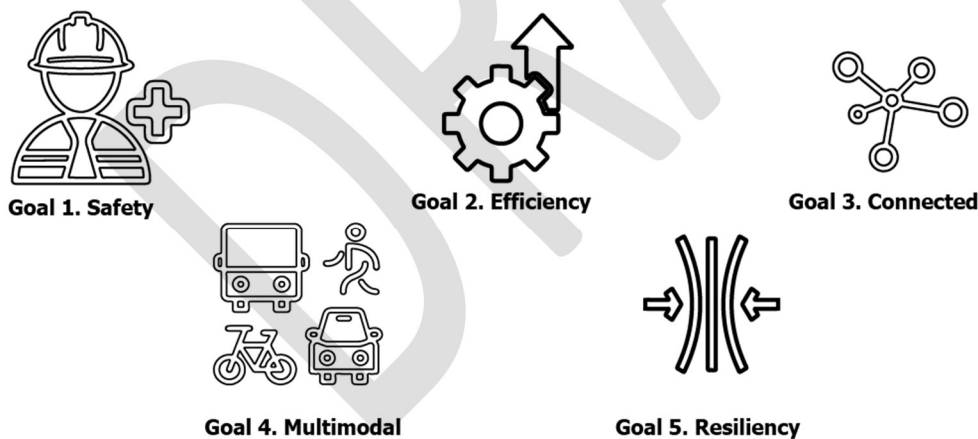 Goal 1. Safety
Goal 2. Efficiency
Goal 3. Connected
Goal 4. Multimodal
Goal 5. Resiliency